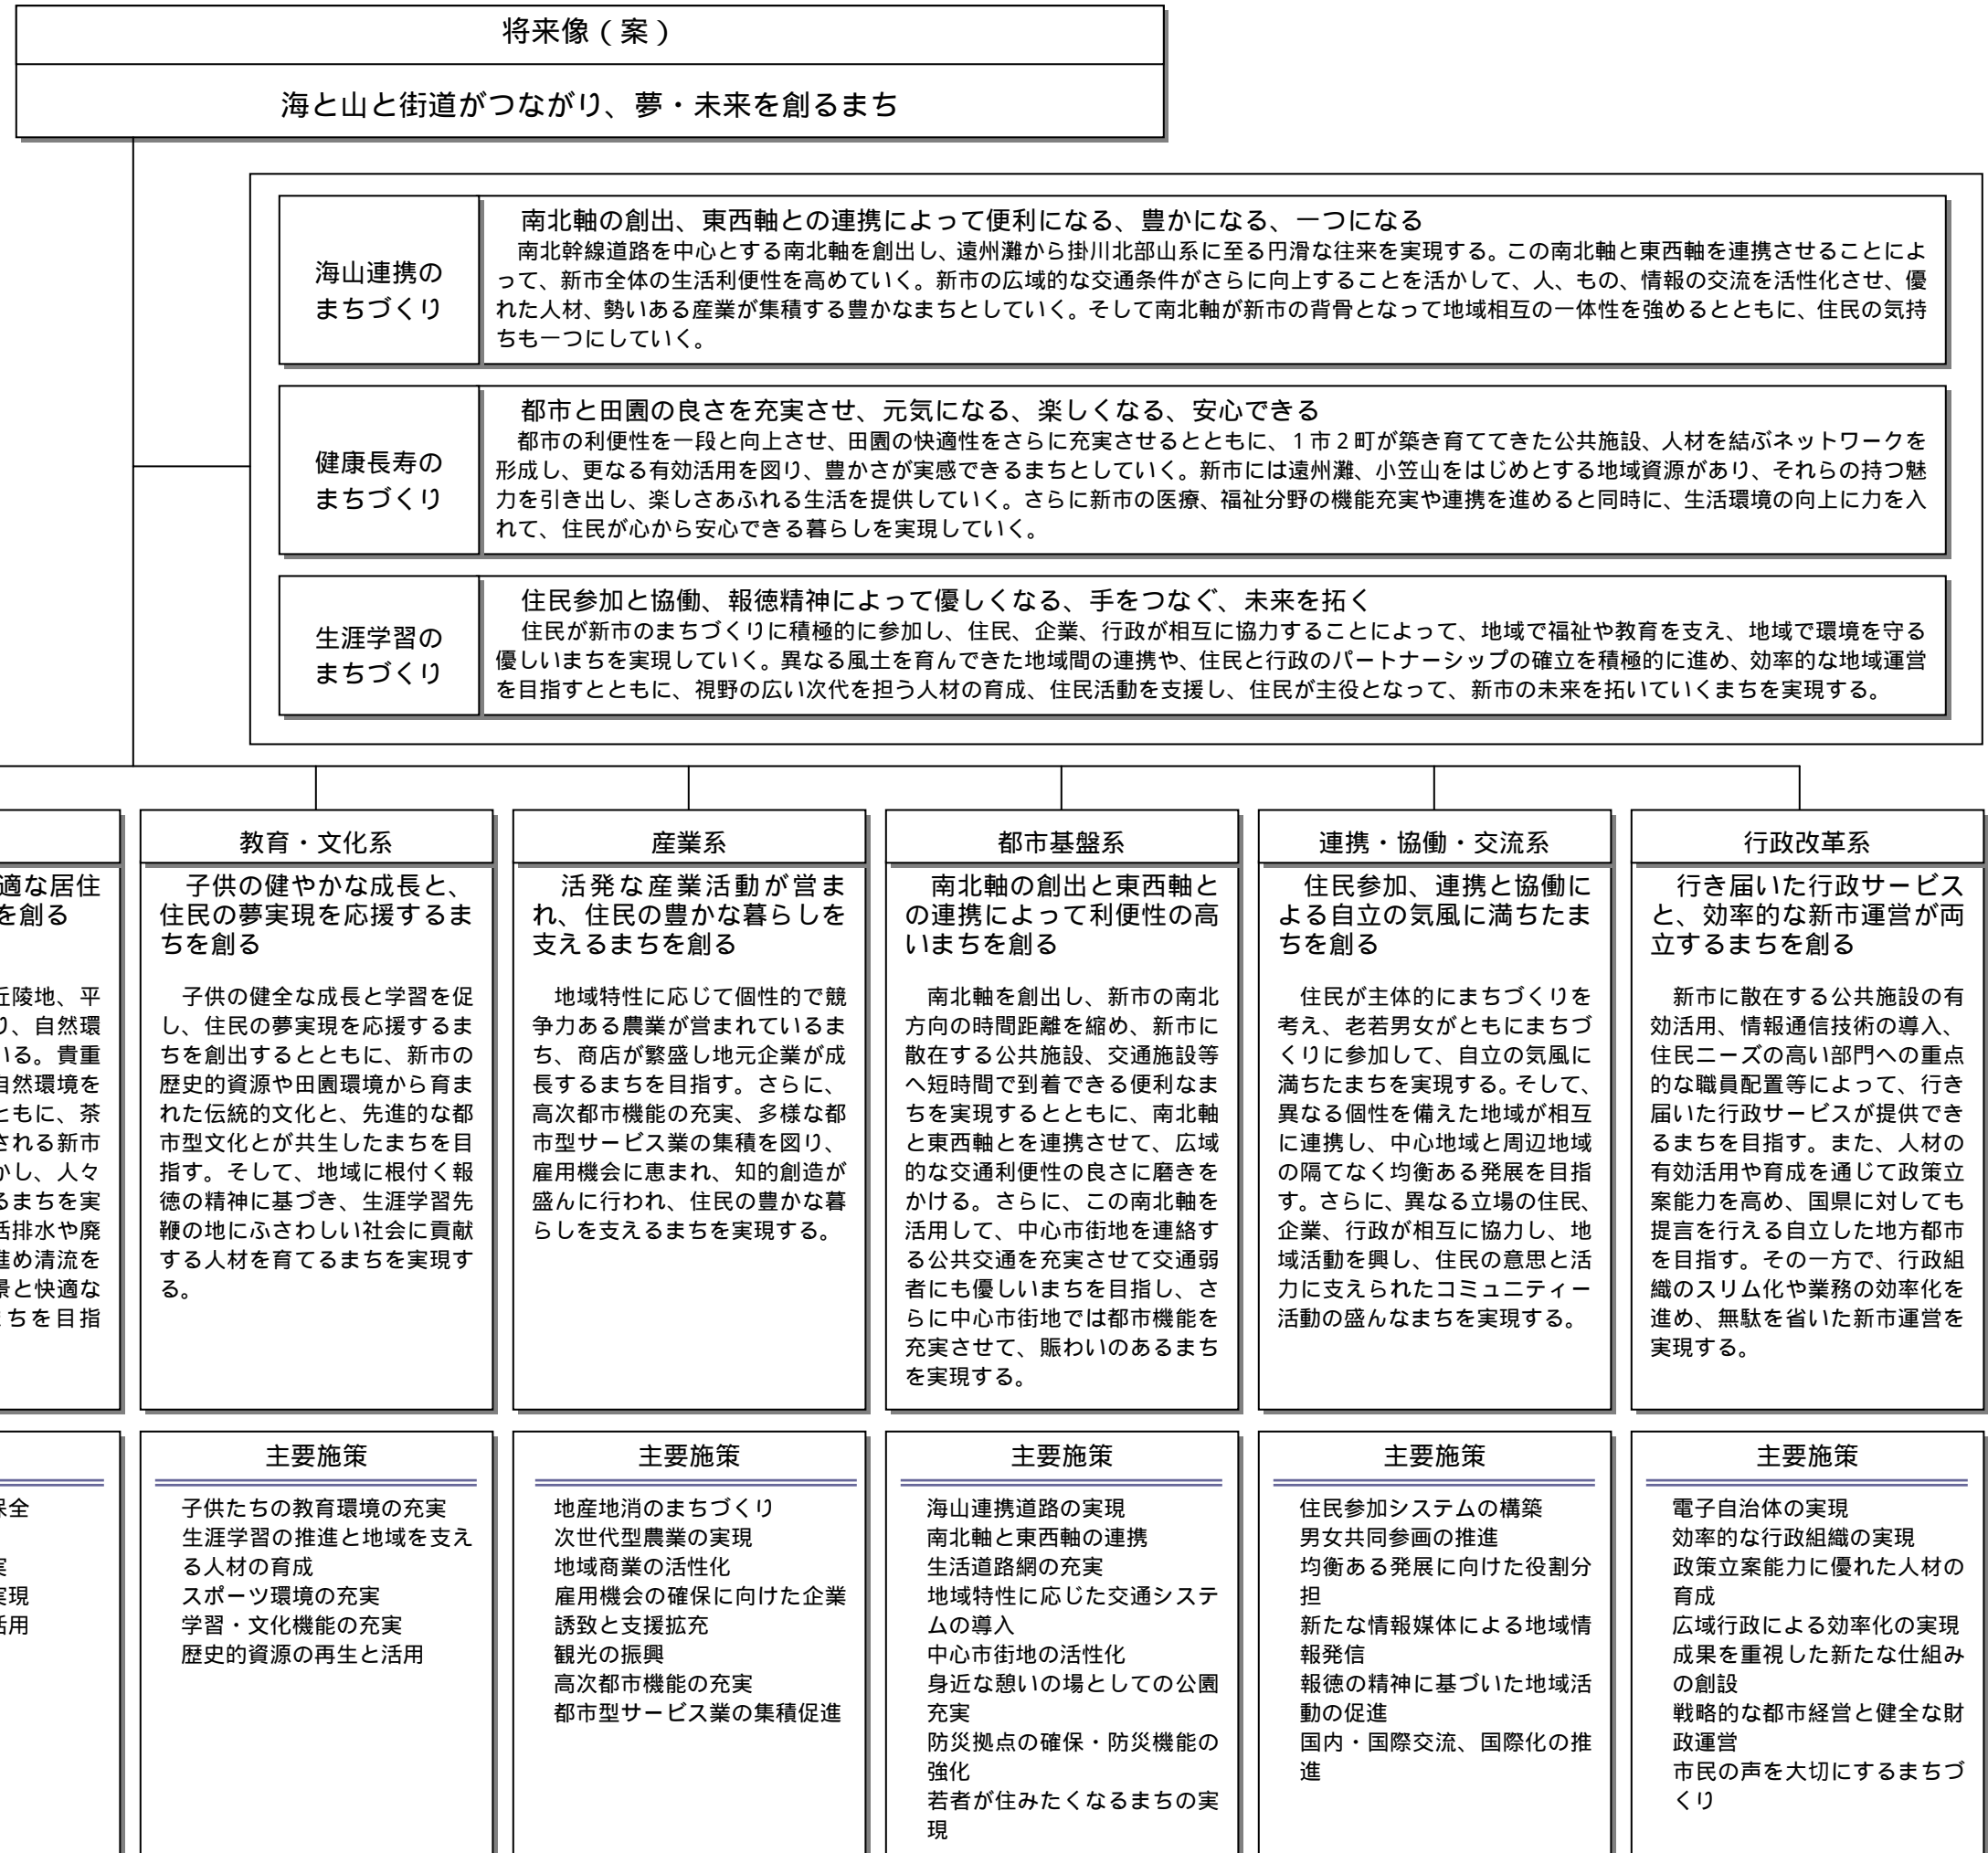 将来像（案）
海と山と街道がつながり、夢・未来を創るまち
海山連携の
まちづくり
南北軸の創出、東西軸との連携によって便利になる、豊かになる、一つになる
南北幹線道路を中心とする南北軸を創出し、遠州灘から掛川北部山系に至る円滑な往来を実現する。この南北軸と東西軸を連携させることによ
って、新市全体の生活利便性を高めていく。新市の広域的な交通条件がさらに向上することを活かして、人、もの、情報の交流を活性化させ、優
れた人材、勢いある産業が集積する豊かなまちとしていく。そして南北軸が新市の背骨となって地域相互の一体性を強めるとともに、住民の気持
ちも一つにしていく。
健康長寿の
まちづくり
都市と田園の良さを充実させ、元気になる、楽しくなる、安心できる
都市の利便性を一段と向上させ、田園の快適性をさらに充実させるとともに、１市２町が築き育ててきた公共施設、人材を結ぶネットワークを
形成し、更なる有効活用を図り、豊かさが実感できるまちとしていく。新市には遠州灘、小笠山をはじめとする地域資源があり、それらの持つ魅
力を引き出し、楽しさあふれる生活を提供していく。さらに新市の医療、福祉分野の機能充実や連携を進めると同時に、生活環境の向上に力を入
れて、住民が心から安心できる暮らしを実現していく。
生涯学習の
まちづくり
住民参加と協働、報徳精神によって優しくなる、手をつなぐ、未来を拓く
住民が新市のまちづくりに積極的に参加し、住民、企業、行政が相互に協力することによって、地域で福祉や教育を支え、地域で環境を守る
優しいまちを実現していく。異なる風土を育んできた地域間の連携や、住民と行政のパートナーシップの確立を積極的に進め、効率的な地域運営
を目指すとともに、視野の広い次代を担う人材の育成、住民活動を支援し、住民が主役となって、新市の未来を拓いていくまちを実現する。
適な居住
を創る
丘陵地、平
り、自然環
いる。貴重
自然環境を
ともに、茶
される新市
かし、人々
るまちを実
活排水や廃
進め清流を
景と快適な
まちを目指
保全
実
実現
活用
教育・文化系
子供の健やかな成長と、
住民の夢実現を応援するま
ちを創る
子供の健全な成長と学習を促
し、住民の夢実現を応援するま
ちを創出するとともに、新市の
歴史的資源や田園環境から育ま
れた伝統的文化と、先進的な都
市型文化とが共生したまちを目
指す。そして、地域に根付く報
徳の精神に基づき、生涯学習先
鞭の地にふさわしい社会に貢献
する人材を育てるまちを実現す
る。
主要施策
子供たちの教育環境の充実
生涯学習の推進と地域を支え
る人材の育成
スポーツ環境の充実
学習・文化機能の充実
歴史的資源の再生と活用
産業系
活発な産業活動が営ま
れ、住民の豊かな暮らしを
支えるまちを創る
地域特性に応じて個性的で競
争力ある農業が営まれているま
ち、商店が繁盛し地元企業が成
長するまちを目指す。さらに、
高次都市機能の充実、多様な都
市型サービス業の集積を図り、
雇用機会に恵まれ、知的創造が
盛んに行われ、住民の豊かな暮
らしを支えるまちを実現する。
主要施策
地産地消のまちづくり
次世代型農業の実現
地域商業の活性化
雇用機会の確保に向けた企業
誘致と支援拡充
観光の振興
高次都市機能の充実
都市型サービス業の集積促進
都市基盤系
南北軸の創出と東西軸と
の連携によって利便性の高
いまちを創る
南北軸を創出し、新市の南北
方向の時間距離を縮め、新市に
散在する公共施設、交通施設等
へ短時間で到着できる便利なま
ちを実現するとともに、南北軸
と東西軸とを連携させて、広域
的な交通利便性の良さに磨きを
かける。さらに、この南北軸を
活用して、中心市街地を連絡す
る公共交通を充実させて交通弱
者にも優しいまちを目指し、さ
らに中心市街地では都市機能を
充実させて、賑わいのあるまち
を実現する。
主要施策
海山連携道路の実現
南北軸と東西軸の連携
生活道路網の充実
地域特性に応じた交通システ
ムの導入
中心市街地の活性化
身近な憩いの場としての公園
充実
防災拠点の確保・防災機能の
強化
若者が住みたくなるまちの実
現
連携・協働・交流系
住民参加、連携と協働に
よる自立の気風に満ちたま
ちを創る
住民が主体的にまちづくりを
考え、老若男女がともにまちづ
くりに参加して、自立の気風に
満ちたまちを実現する。そして、
異なる個性を備えた地域が相互
に連携し、中心地域と周辺地域
の隔てなく均衡ある発展を目指
す。さらに、異なる立場の住民、
企業、行政が相互に協力し、地
域活動を興し、住民の意思と活
力に支えられたコミュニティー
活動の盛んなまちを実現する。
主要施策
住民参加システムの構築
男女共同参画の推進
均衡ある発展に向けた役割分
担
新たな情報媒体による地域情
報発信
報徳の精神に基づいた地域活
動の促進
国内・国際交流、国際化の推
進
行政改革系
行き届いた行政サービス
と、効率的な新市運営が両
立するまちを創る
新市に散在する公共施設の有
効活用、情報通信技術の導入、
住民ニーズの高い部門への重点
的な職員配置等によって、行き
届いた行政サービスが提供でき
るまちを目指す。また、人材の
有効活用や育成を通じて政策立
案能力を高め、国県に対しても
提言を行える自立した地方都市
を目指す。その一方で、行政組
織のスリム化や業務の効率化を
進め、無駄を省いた新市運営を
実現する。
主要施策
電子自治体の実現
効率的な行政組織の実現
政策立案能力に優れた人材の
育成
広域行政による効率化の実現
成果を重視した新たな仕組み
の創設
戦略的な都市経営と健全な財
政運営
市民の声を大切にするまちづ
くり